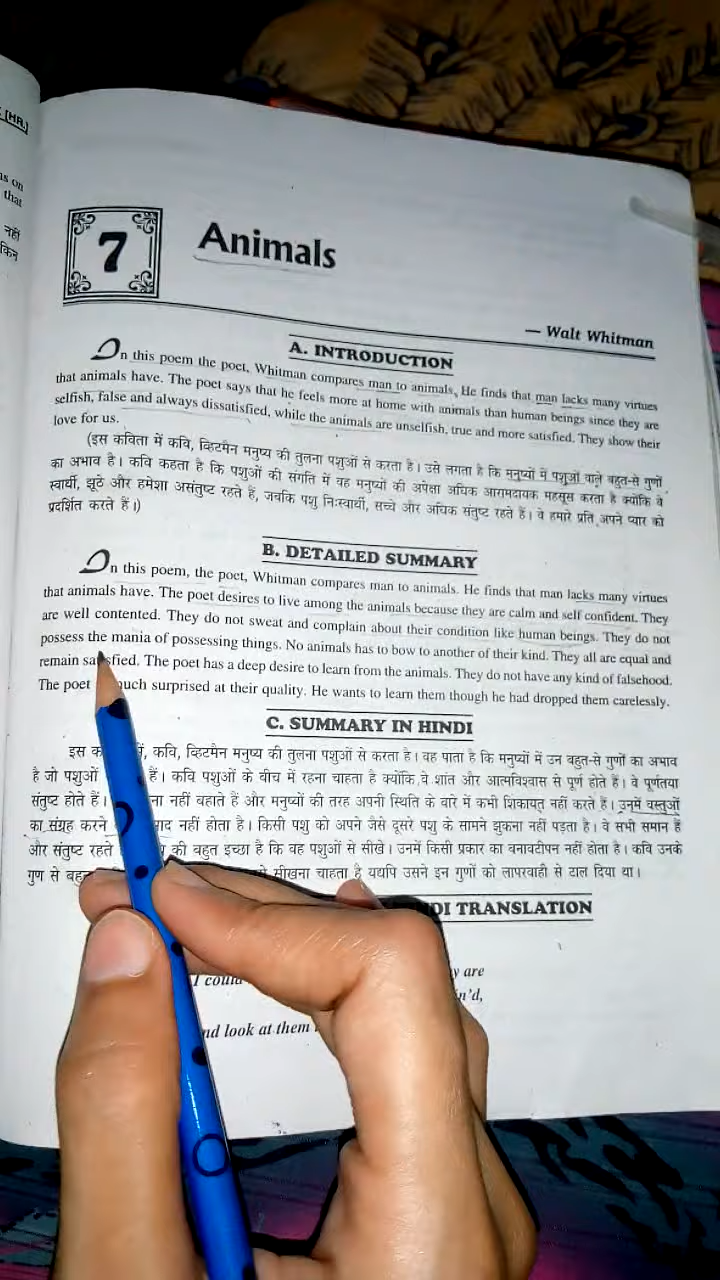 [HR.]
is on
that
नहीं
किन
7
Animals
— Walt Whitman
A. INTRODUCTION
In this poem the poet, Whitman compares man to animals. He finds that man lacks many virtues
that animals have. The poet says that he feels more at home with animals than human beings since they are
selfish, false and always dissatisfied, while the animals are unselfish, true and more satisfied. They show their
love for us.
(इस कविता में कवि, व्हिटमैन मनुष्य की तुलना पशुओं से करता है। उसे लगता है कि मनुष्यों में पशुओं वाले बहुत-से गुणों
का अभाव है। कवि कहता है कि पशुओं की संगति में वह मनुष्यों की अपेक्षा अधिक आरामदायक महसूस करता है क्योंकि वे
स्वार्थी, झूठे और हमेशा असंतुष्ट रहते हैं, जबकि पशु निःस्वार्थी, सच्चे और अधिक संतुष्ट रहते हैं। वे हमारे प्रति अपने प्यार को
प्रदर्शित करते हैं।)
B. DETAILED SUMMARY
In this poem, the poet, Whitman compares man to animals. He finds that man lacks many virtues
that animals have. The poet desires to live among the animals because they are calm and self confident. They
are well contented. They do not sweat and complain about their condition like human beings. They do not
possess the mania of possessing things. No animals has to bow to another of their kind. They all are equal and
remain satisfied. The poet has a deep desire to learn from the animals. They do not have any kind of falsehood.
The poet much surprised at their quality. He wants to learn them though he had dropped them carelessly.
C. SUMMARY IN HINDI
इस में, कवि, व्हिटमैन मनुष्य की तुलना पशुओं से करता है। वह पाता है कि मनुष्यों में उन बहुत-से गुणों का अभाव
है जो पशुओं हैं। कवि पशुओं के बीच में रहना चाहता है क्योंकि वे शांत और आत्मविश्वास से पूर्ण होते हैं। वे पूर्णतया
संतुष्ट होते हैं। ना नहीं बहाते हैं और मनुष्यों की तरह अपनी स्थिति के बारे में कभी शिकायत नहीं करते हैं। उनमें वस्तुओं
का संग्रह करने नहीं होता है। किसी पशु को अपने जैसे दूसरे पशु के सामने झुकना नहीं पड़ता है। वे सभी समान हैं
और संतुष्ट रहते की बहुत इच्छा है कि वह पशुओं से सीखे। उनमें किसी प्रकार का बनावटीपन नहीं होता है। कवि उनके
गुण से सीखना चाहता है यद्यपि उसने इन गुणों को लापरवाही से टाल दिया था।
DI TRANSLATION
I could y are
in'd,
nd look at them